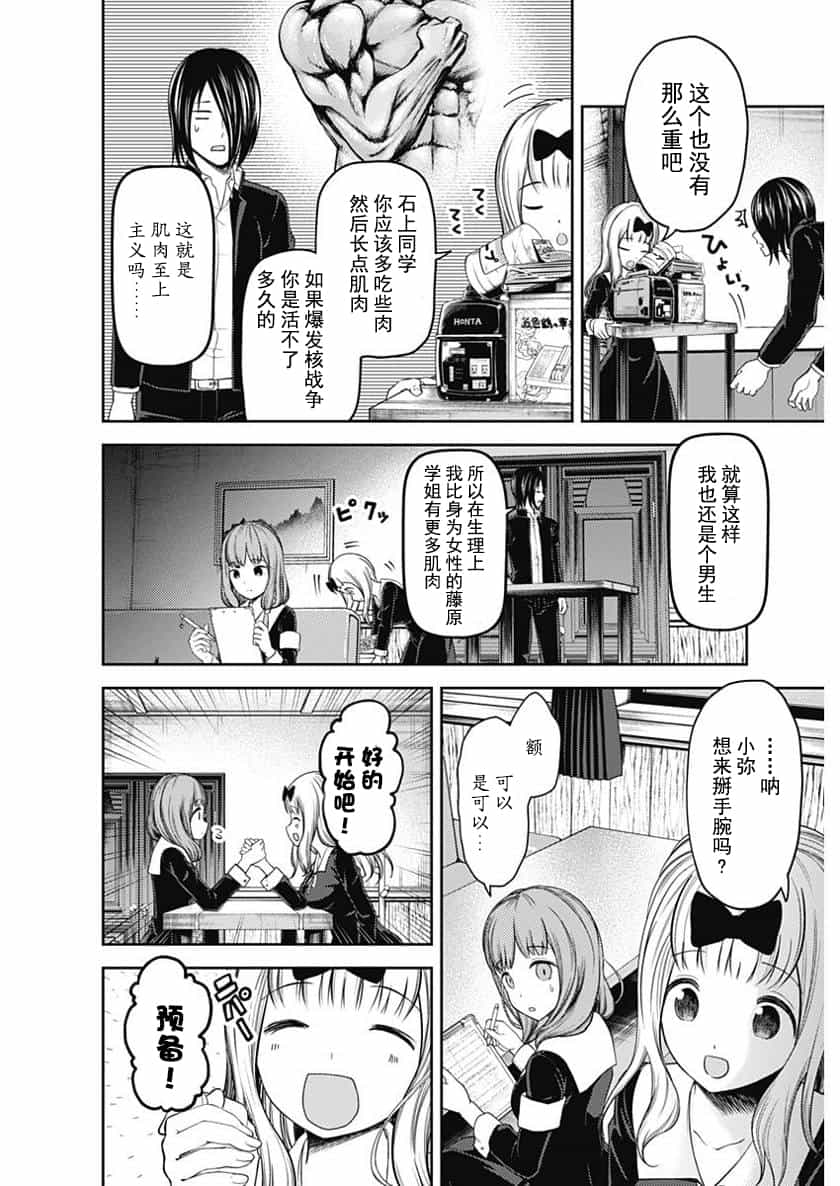 这个也没有
那么重吧
ひょいっ
てく
てく
石上同学
你应该多吃些肉
然后长点肌肉
如果爆发核战争
你是活不了
多久的
HONTA
这就是
肌肉至上
主义吗……
就算这样
我也还是个男生
所以在生理上
我比身为女性的藤原
学姐有更多肌肉
ピクッ
……呐
小弥
想来掰手腕吗？
额
可以
是可以…
好的
开始吧！
预备！
ニパー